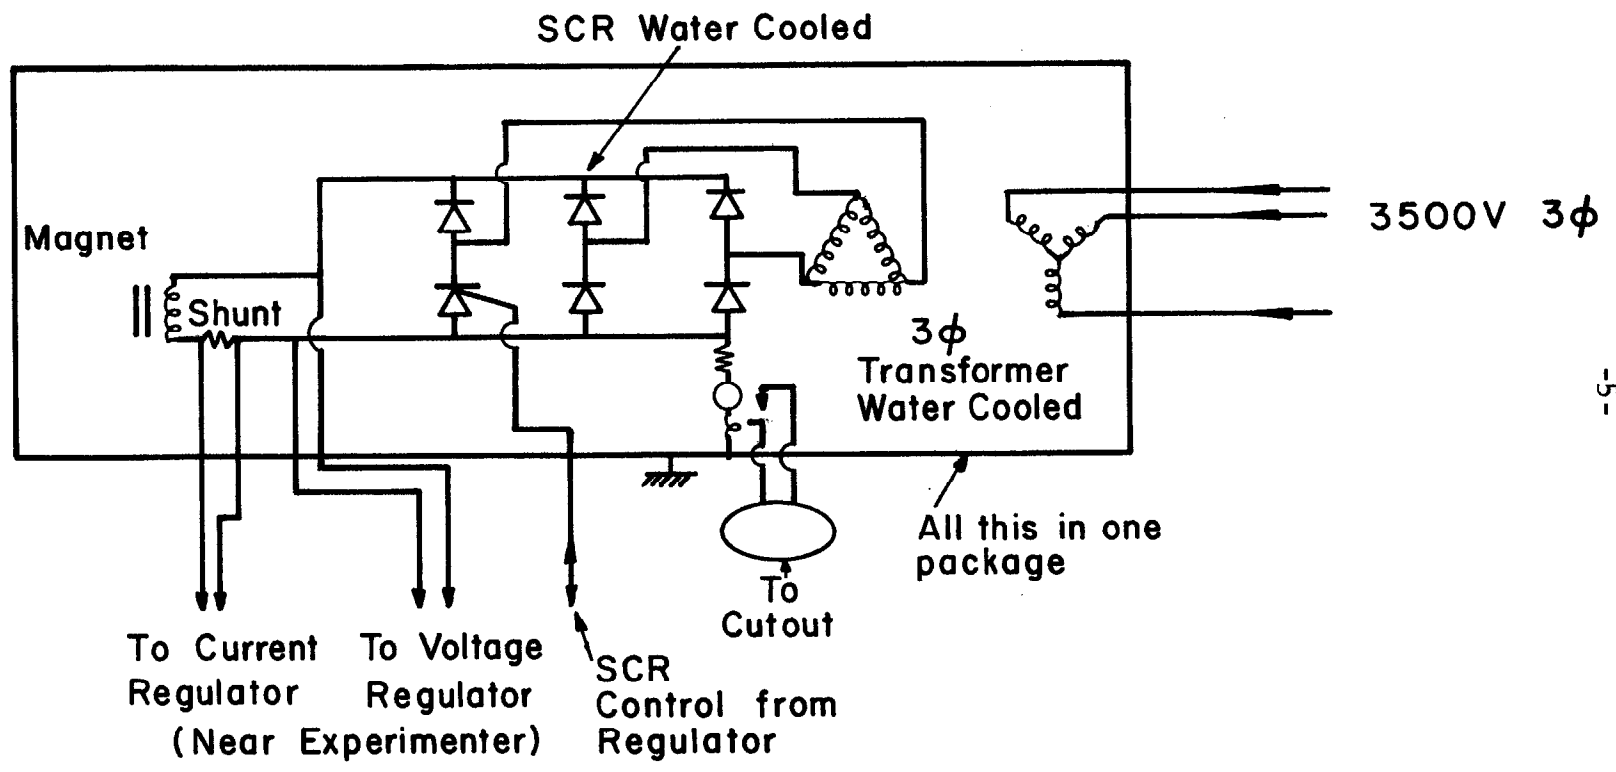 SCR Water Cooled
Magnet
Shunt
3500V 3ϕ
3ϕ
Transformer
Water Cooled
-5-
All this in one
package
To
Cutout
To Current
Regulator
To Voltage
Regulator
(Near Experimenter)
SCR
Control from
Regulator